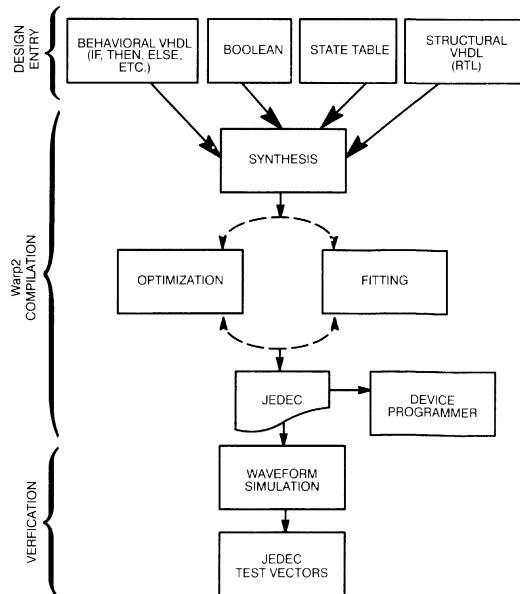 DESIGN
ENTRY
BEHAVIORAL VHDL
(IF, THEN, ELSE,
ETC.)
BOOLEAN
STATE TABLE
STRUCTURAL
VHDL
(RTL)
Warp2
COMPILATION
SYNTHESIS
OPTIMIZATION
FITTING
JEDEC
DEVICE
PROGRAMMER
VERFICATION
WAVEFORM
SIMULATION
JEDEC
TEST VECTORS